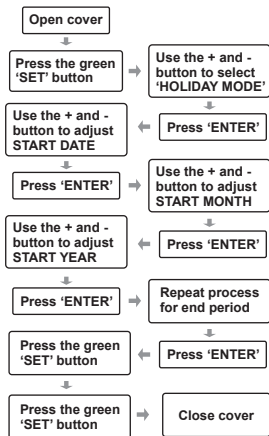 Open cover
Press the green
‘SET’ button
Use the + and -
button to select
‘HOLIDAY MODE’
Press ‘ENTER’
Use the + and -
button to adjust
START DATE
Press ‘ENTER’
Use the + and -
button to adjust
START MONTH
Press ‘ENTER’
Use the + and -
button to adjust
START YEAR
Press ‘ENTER’
Repeat process
for end period
Press ‘ENTER’
Press the green
‘SET’ button
Press the green
‘SET’ button
Close cover